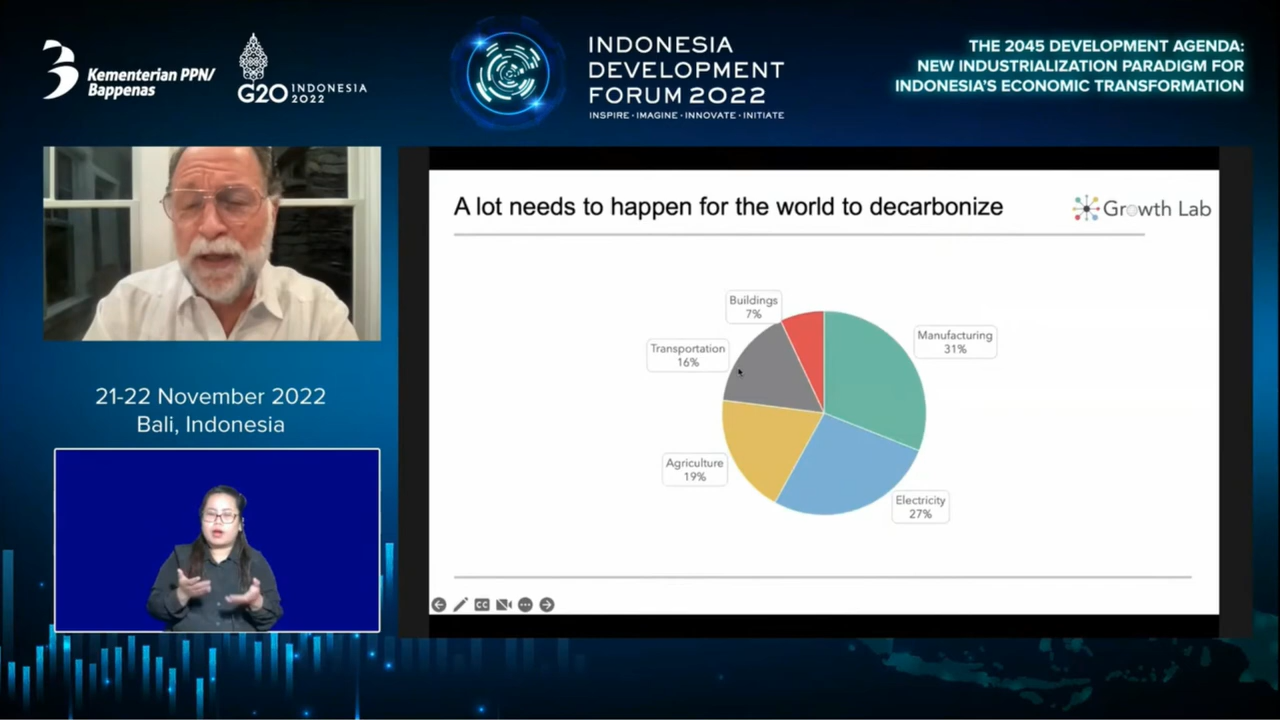 Kementerian PPN/
Bappenas
G20 INDONESIA
2022
INDONESIA
DEVELOPMENT
FORUM 2022
INSPIRE · IMAGINE · INNOVATE · INITIATE
THE 2045 DEVELOPMENT AGENDA:
NEW INDUSTRIALIZATION PARADIGM FOR
INDONESIA'S ECONOMIC TRANSFORMATION
21-22 November 2022
Bali, Indonesia
A lot needs to happen for the world to decarbonize
Growth Lab
Buildings
7%
Manufacturing
31%
Transportation
16%
Agriculture
19%
Electricity
27%
CC